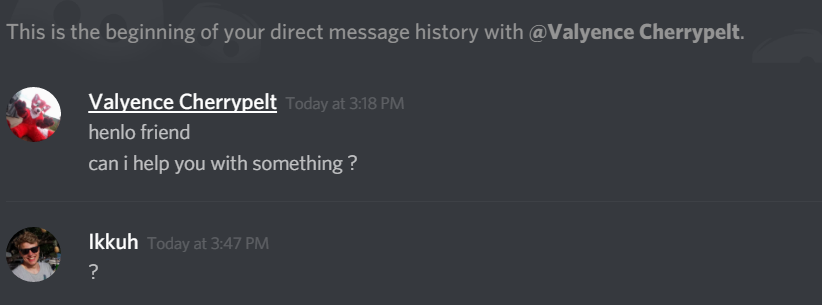 This is the beginning of your direct message history with @Valyence Cherrypelt.
Valyence Cherrypelt Today at 3:18 PM
henlo friend
can i help you with something ?
Ikkuh Today at 3:47 PM
?